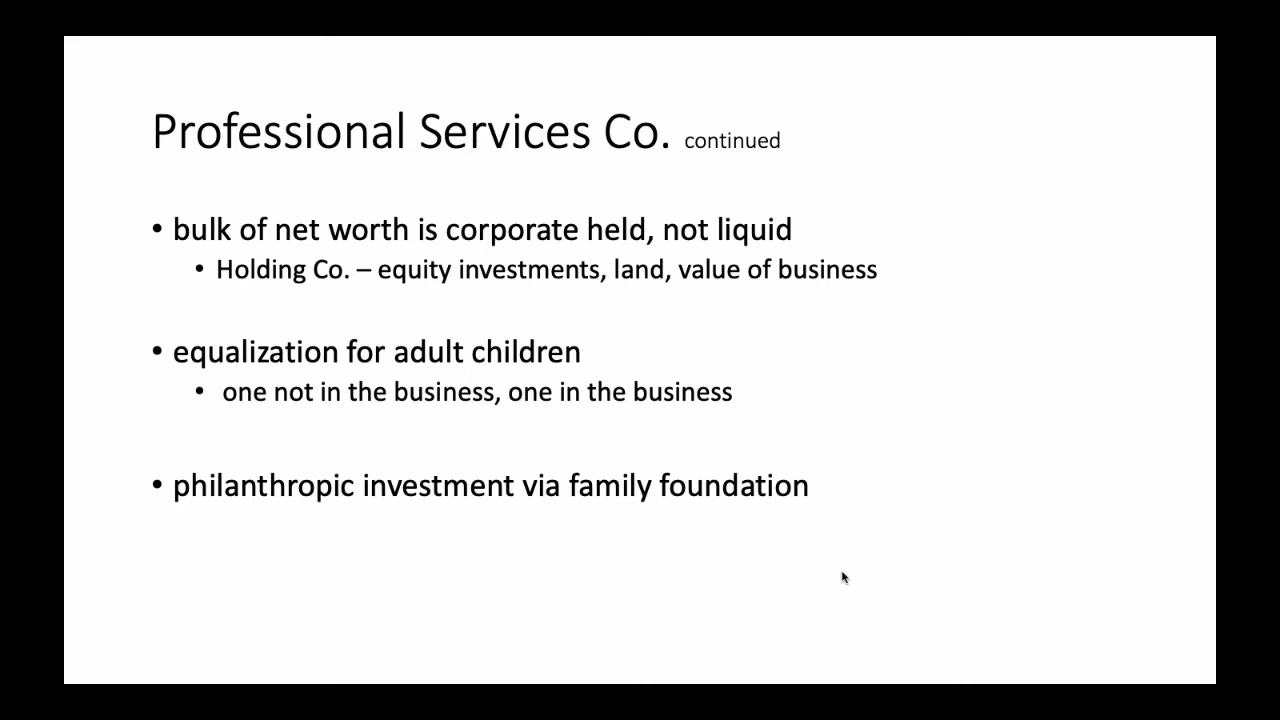 Professional Services Co. continued
• bulk of net worth is corporate held, not liquid
• Holding Co. – equity investments, land, value of business
• equalization for adult children
• one not in the business, one in the business
• philanthropic investment via family foundation